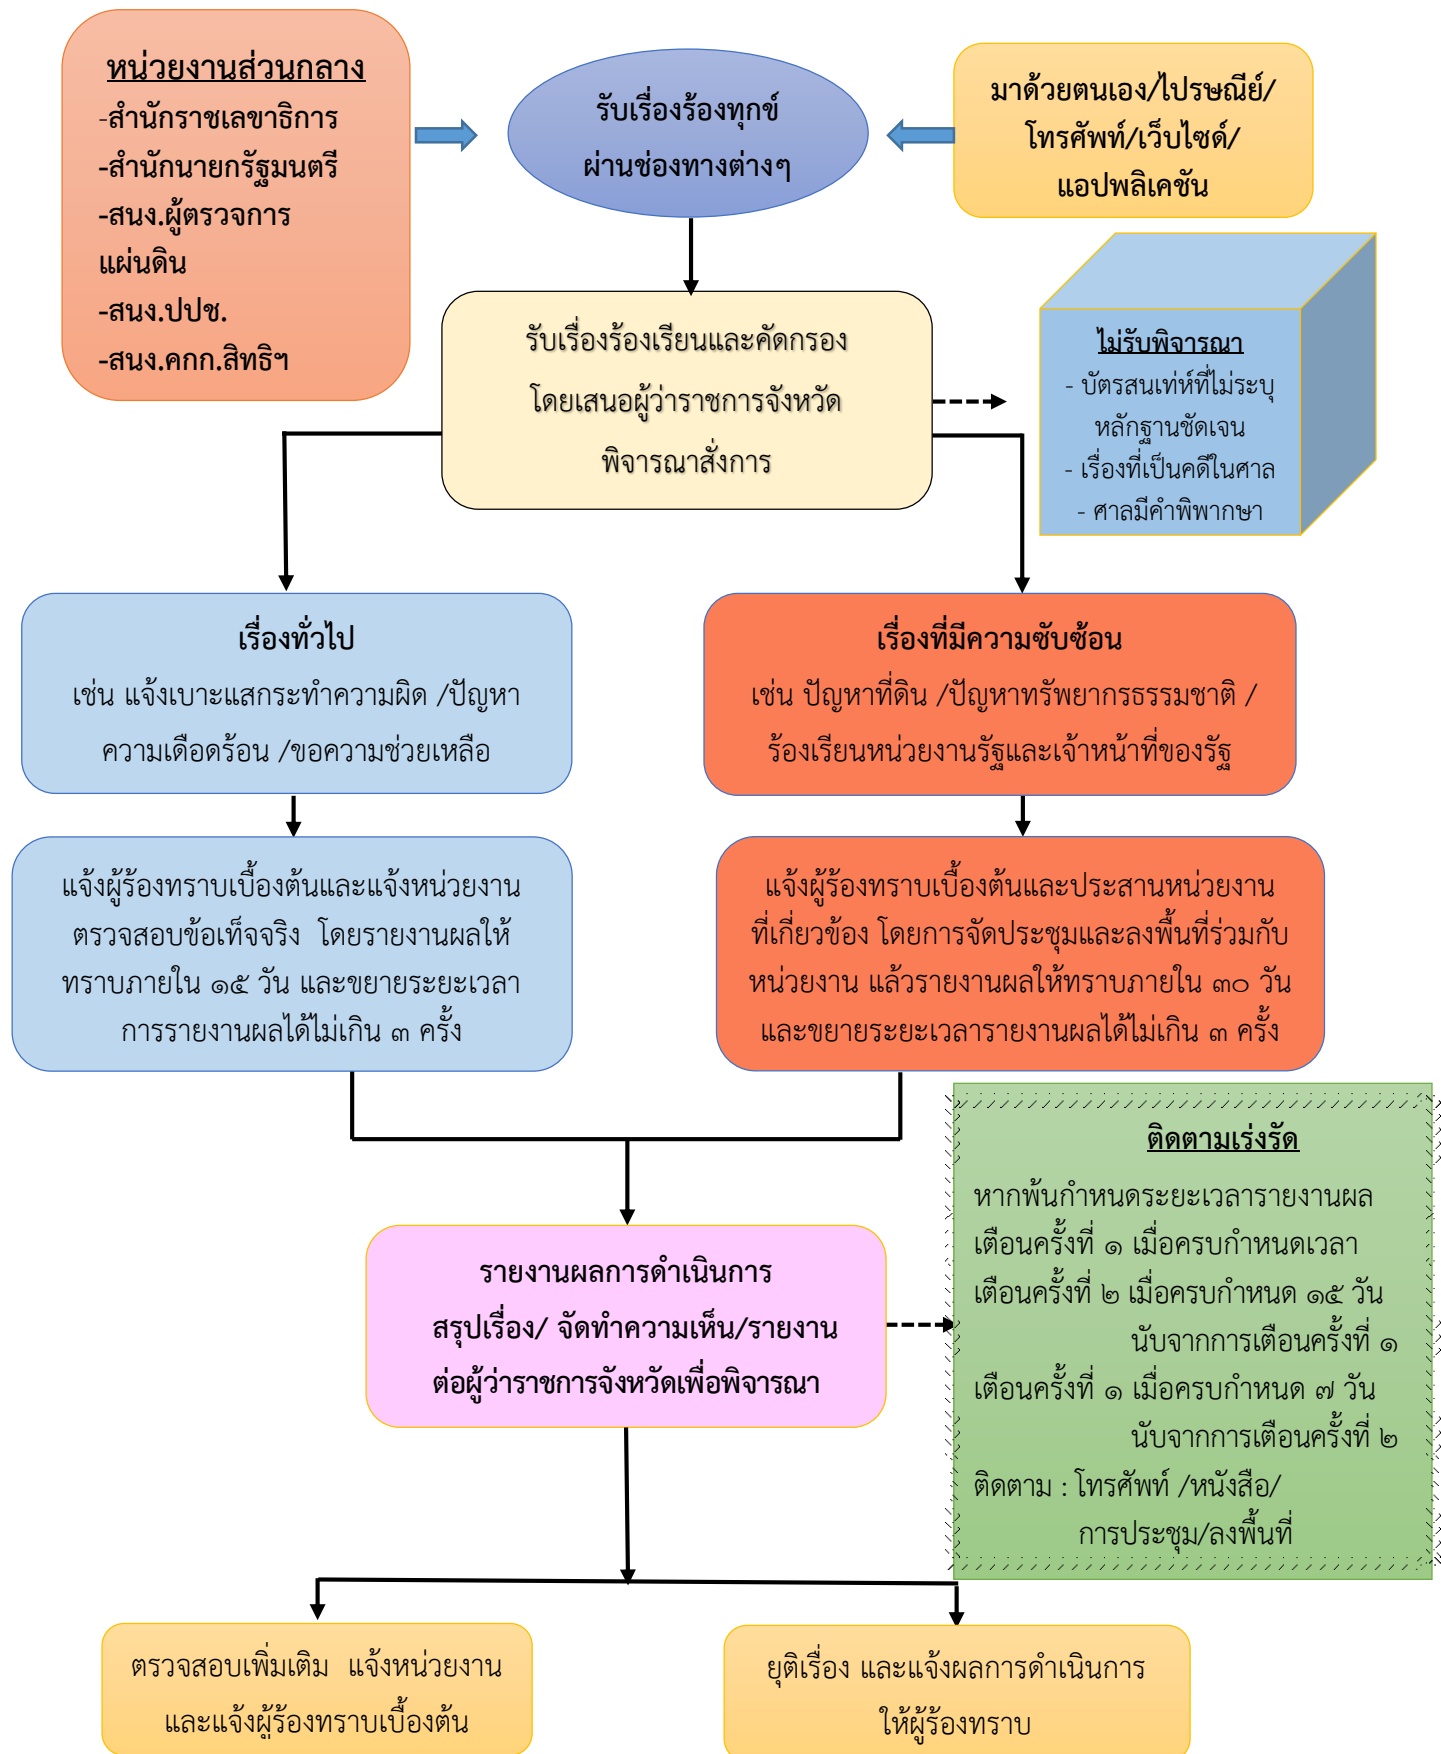 หน่วยงานส่วนกลาง
-สำนักราชเลขาธิการ
-สำนักนายกรัฐมนตรี
-สนง.ผู้ตรวจการ
แผ่นดิน
-สนง.ปปช.
-สนง.คกก.สิทธิฯ
รับเรื่องร้องทุกข์
ผ่านช่องทางต่างๆ
มาด้วยตนเอง/ไปรษณีย์/
โทรศัพท์/เว็บไซด์/
แอปพลิเคชัน
รับเรื่องร้องเรียนและคัดกรอง
โดยเสนอผู้ว่าราชการจังหวัด
พิจารณาสั่งการ
ไม่รับพิจารณา
- บัตรสนเท่ห์ที่ไม่ระบุ
หลักฐานชัดเจน
- เรื่องที่เป็นคดีในศาล
- ศาลมีคำพิพากษา
เรื่องทั่วไป
เช่น แจ้งเบาะแสกระทำความผิด /ปัญหา
ความเดือดร้อน /ขอความช่วยเหลือ
เรื่องที่มีความซับซ้อน
เช่น ปัญหาที่ดิน /ปัญหาทรัพยากรธรรมชาติ /
ร้องเรียนหน่วยงานรัฐและเจ้าหน้าที่ของรัฐ
แจ้งผู้ร้องทราบเบื้องต้นและแจ้งหน่วยงาน
ตรวจสอบข้อเท็จจริง โดยรายงานผลให้
ทราบภายใน ๑๕ วัน และขยายระยะเวลา
การรายงานผลได้ไม่เกิน ๓ ครั้ง
แจ้งผู้ร้องทราบเบื้องต้นและประสานหน่วยงาน
ที่เกี่ยวข้อง โดยการจัดประชุมและลงพื้นที่ร่วมกับ
หน่วยงาน แล้วรายงานผลให้ทราบภายใน ๓๐ วัน
และขยายระยะเวลารายงานผลได้ไม่เกิน ๓ ครั้ง
รายงานผลการดำเนินการ
สรุปเรื่อง/ จัดทำความเห็น/รายงาน
ต่อผู้ว่าราชการจังหวัดเพื่อพิจารณา
ติดตามเร่งรัด
หากพ้นกำหนดระยะเวลารายงานผล
เตือนครั้งที่ ๑ เมื่อครบกำหนดเวลา
เตือนครั้งที่ ๒ เมื่อครบกำหนด ๑๕ วัน
นับจากการเตือนครั้งที่ ๑
เตือนครั้งที่ ๑ เมื่อครบกำหนด ๗ วัน
นับจากการเตือนครั้งที่ ๒
ติดตาม : โทรศัพท์ /หนังสือ/
การประชุม/ลงพื้นที่
ตรวจสอบเพิ่มเติม แจ้งหน่วยงาน
และแจ้งผู้ร้องทราบเบื้องต้น
ยุติเรื่อง และแจ้งผลการดำเนินการ
ให้ผู้ร้องทราบ